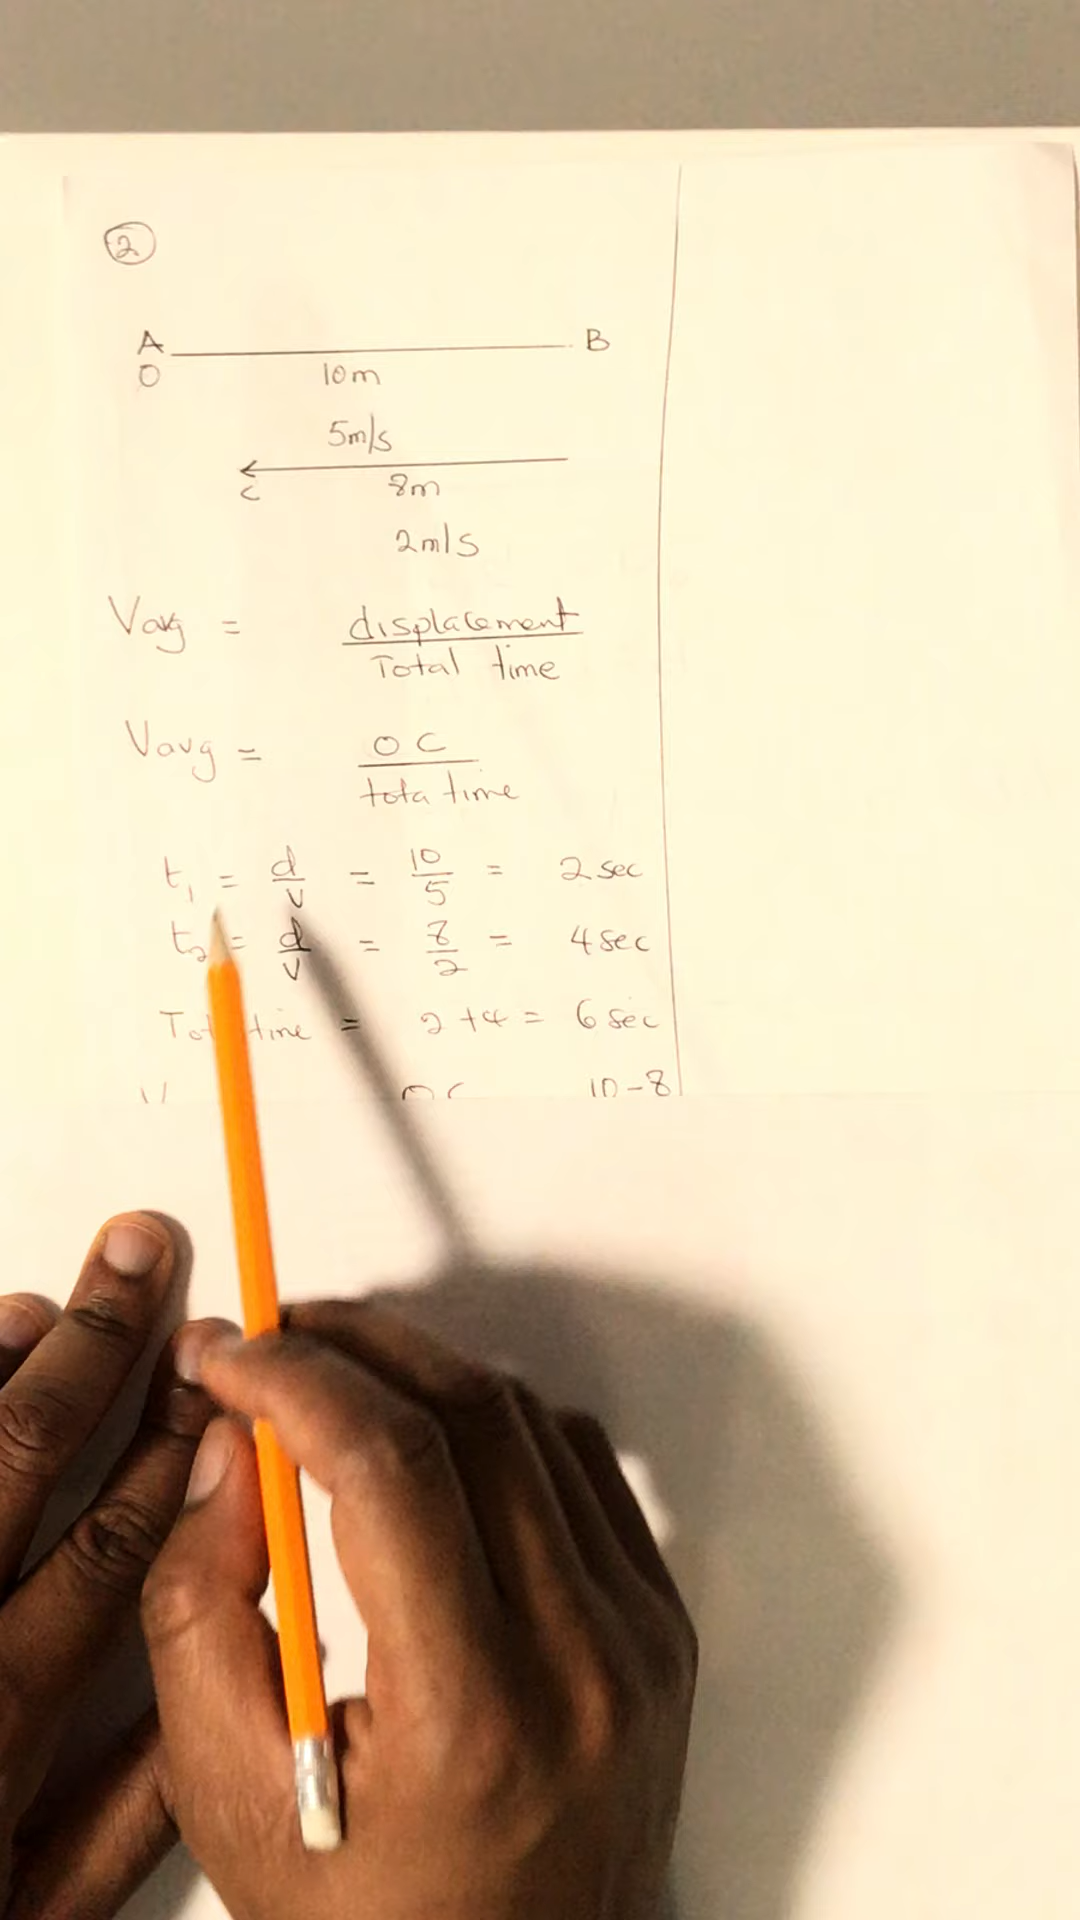 2
A B
O 10m
5m/s
C 8m
2m/s
Vavg = displacement
Total time
Vavg = OC
tota time
t1 = d/v = 10/5 = 2 sec
t2 = d/v = 8/2 = 4 sec
time = 2 + 4 = 6 sec
10-8